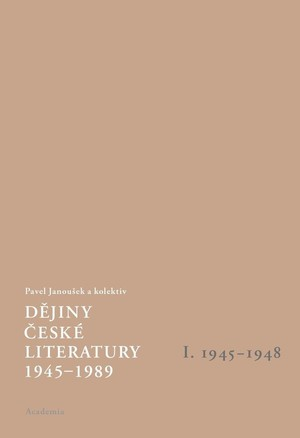 Pavel Janoušek a kolektiv
DĚJINY
ČESKÉ
LITERATURY
1945–1989
I. 1945–1948
Academia